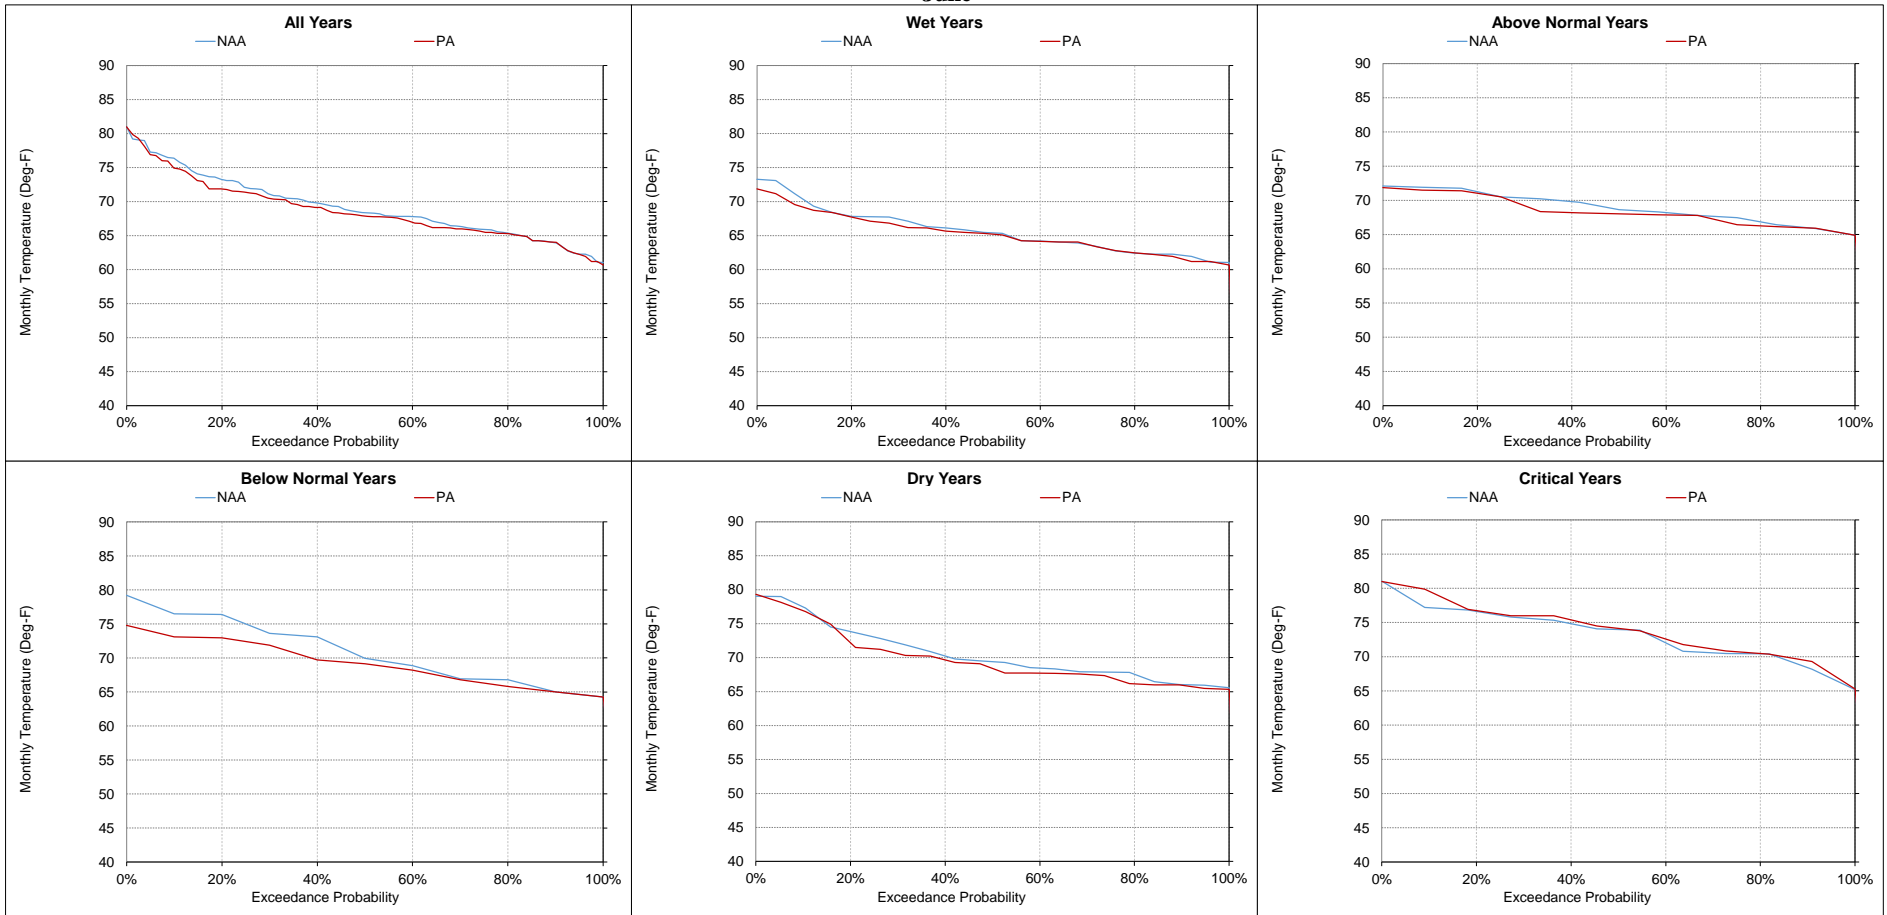 All Years
NAA PA
90
85
80
75
70
65
60
55
50
45
40
0% 20% 40% 60% 80% 100%
Monthly Temperature (Deg-F)
Exceedance Probability
Wet Years
NAA PA
90
85
80
75
70
65
60
55
50
45
40
0% 20% 40% 60% 80% 100%
Monthly Temperature (Deg-F)
Exceedance Probability
Above Normal Years
NAA PA
90
85
80
75
70
65
60
55
50
45
40
0% 20% 40% 60% 80% 100%
Monthly Temperature (Deg-F)
Exceedance Probability
Below Normal Years
NAA PA
90
85
80
75
70
65
60
55
50
45
40
0% 20% 40% 60% 80% 100%
Monthly Temperature (Deg-F)
Exceedance Probability
Dry Years
NAA PA
90
85
80
75
70
65
60
55
50
45
40
0% 20% 40% 60% 80% 100%
Monthly Temperature (Deg-F)
Exceedance Probability
Critical Years
NAA PA
90
85
80
75
70
65
60
55
50
45
40
0% 20% 40% 60% 80% 100%
Monthly Temperature (Deg-F)
Exceedance Probability